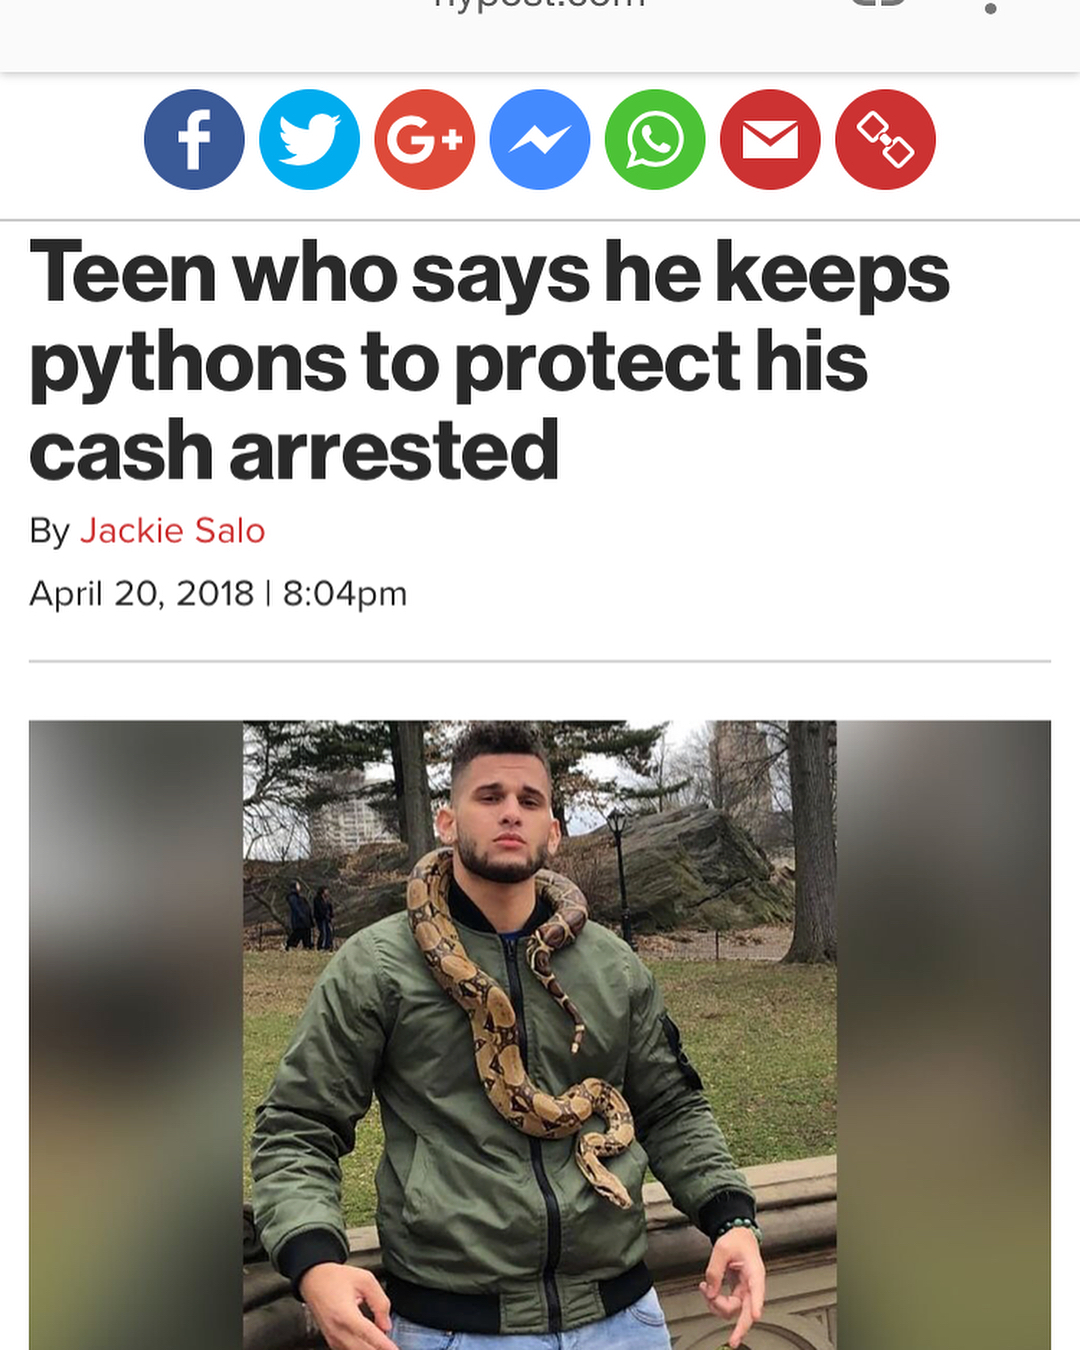 nypost.com
Teen who says he keeps
pythons to protect his
cash arrested
By Jackie Salo
April 20, 2018 | 8:04pm